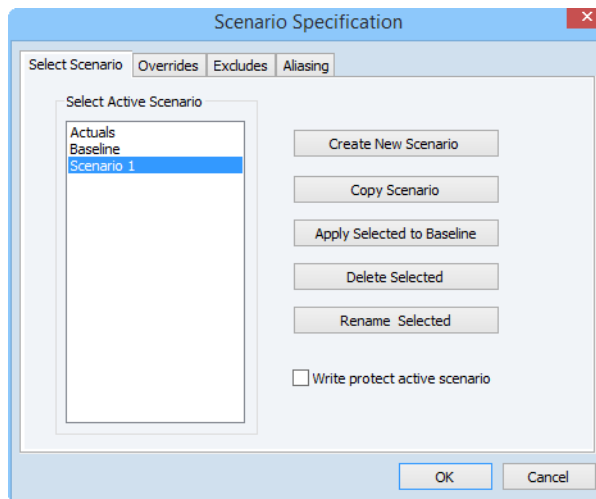 Scenario Specification
Select Scenario
Overrides
Excludes
Aliasing
Select Active Scenario
Actuals
Baseline
Scenario 1
Create New Scenario
Copy Scenario
Apply Selected to Baseline
Delete Selected
Rename Selected
Write protect active scenario
OK
Cancel